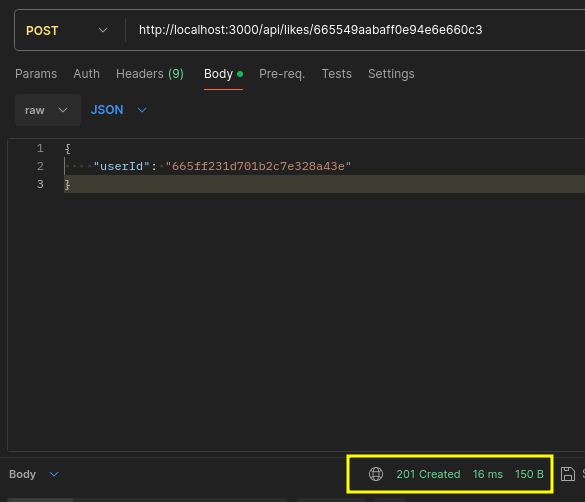 POST http://localhost:3000/api/likes/665549aabaff0e94e6e660c3
Params Auth Headers (9) Body Pre-req. Tests Settings
raw JSON
1 {
2 ····"userId":·"665ff231d701b2c7e328a43e"
3 }
Body 201 Created 16 ms 150 B